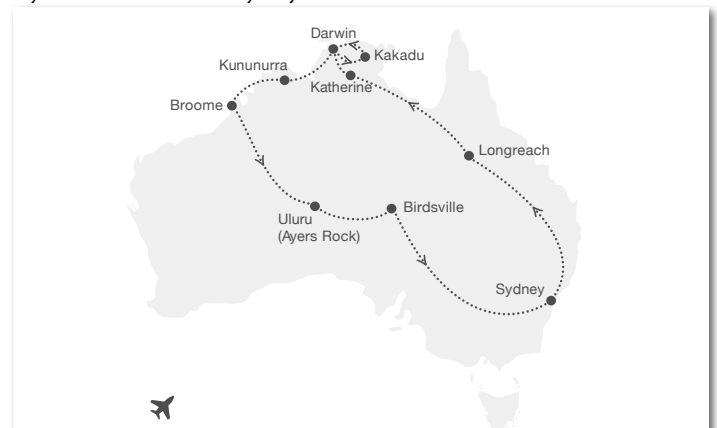 Darwin
Kakadu
Kununurra
Katherine
Broome
Longreach
Birdsville
Uluru
(Ayers Rock)
Sydney